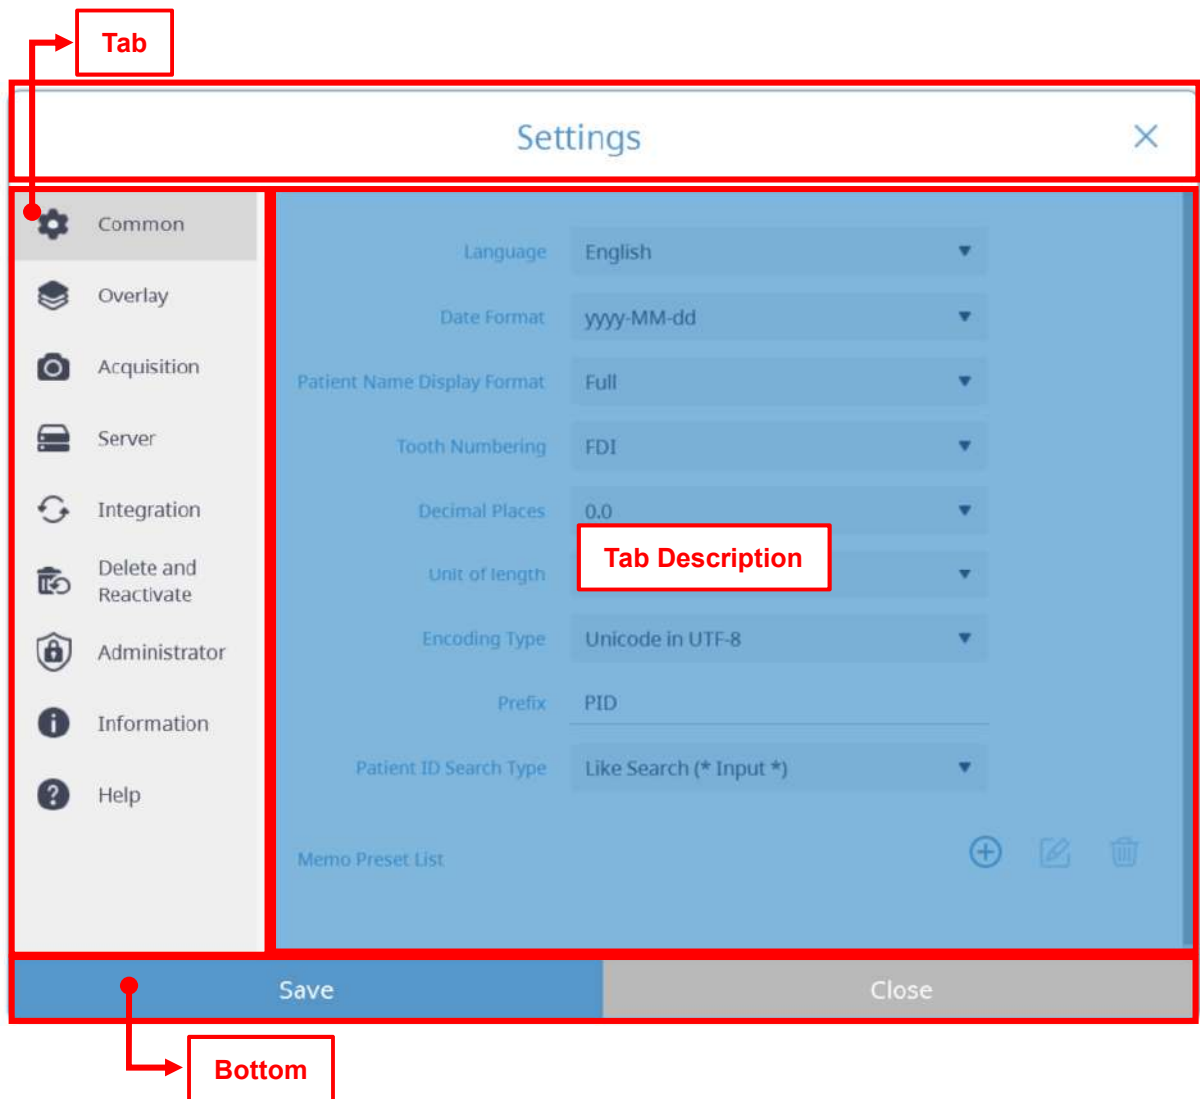 Tab
Settings
Common
Overlay
Acquisition
Server
Integration
Delete and
Reactivate
Administrator
Information
Help
Language English
Date Format yyyy-MM-dd
Patient Name Display Format Full
Tooth Numbering FDI
Decimal Places 0.0
Tab Description
Unit of length
Encoding Type Unicode in UTF-8
Prefix PID
Patient ID Search Type Like Search (* Input *)
Memo Preset List
Save Close
Bottom